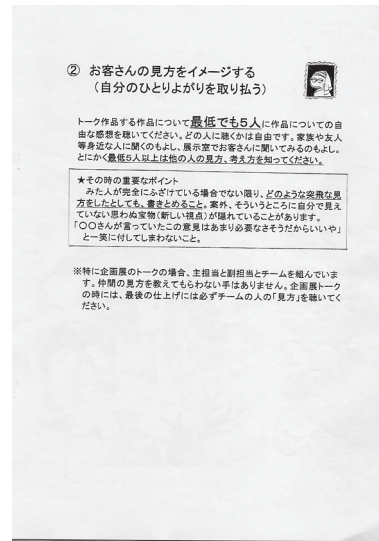 ② お客さんの見方をイメージする
（自分のひとりよがりを取り払う）
トーク作品する作品について最低でも５人に作品についての自
由な感想を聴いてください。どの人に聴くかは自由です。家族や友人
等身近な人に聞くのもよし、展示室でお客さんに聞いてみるのもよし。
とにかく最低５人以上は他の人の見方、考え方を知ってください。
★その時の重要なポイント
みた人が完全にふざけている場合でない限り、どのような突飛な見
方をしたとしても、書きとめること。案外、そういうところに自分で見え
ていない思わぬ宝物（新しい視点）が隠れていることがあります。
「〇〇さんが言っていたこの意見はあまり必要なさそうだからいいや」
と一笑に付してしまわないこと。
※特に企画展のトークの場合、主担当と副担当とチームを組んでいま
す。仲間の見方を教えてもらわない手はありません。企画展トーク
の時には、最後の仕上げには必ずチームの人の「見方」を聴いてく
ださい。